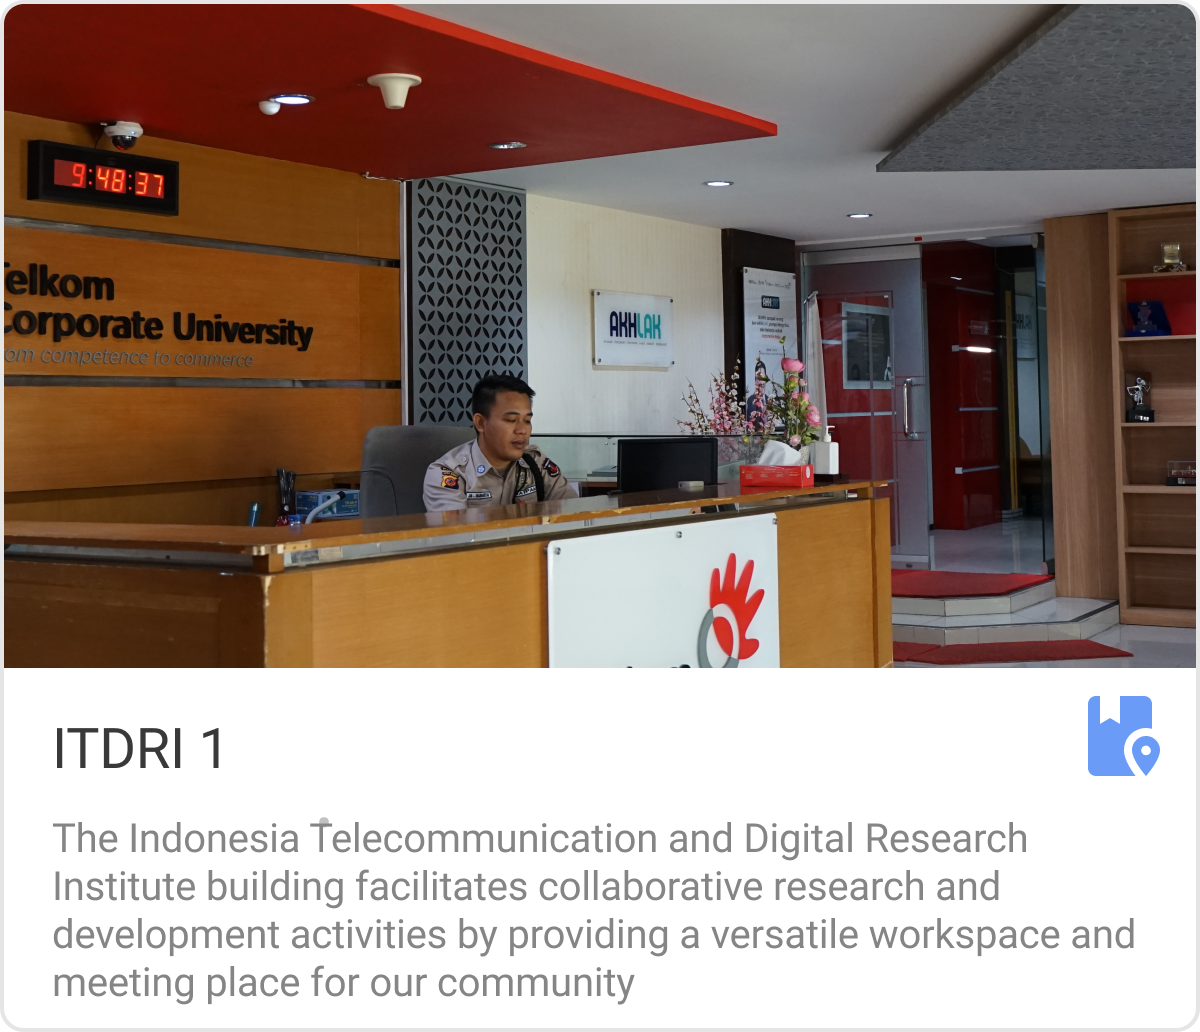 9:48:37
elkom
Corporate University
om competence to commerce
AKHLAK
ITDRI 1
The Indonesia Telecommunication and Digital Research
Institute building facilitates collaborative research and
development activities by providing a versatile workspace and
meeting place for our community